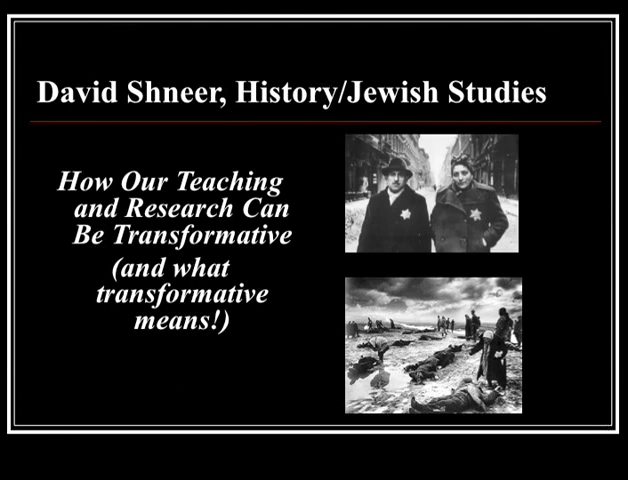 David Shneer, History/Jewish Studies
How Our Teaching
and Research Can
Be Transformative
(and what
transformative
means!)